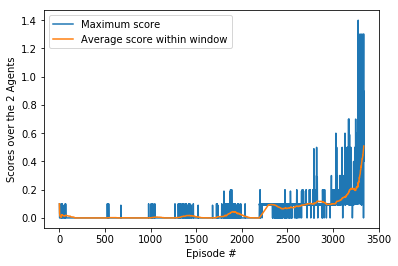 Maximum score
Average score within window
Scores over the 2 Agents
1.4
1.2
1.0
0.8
0.6
0.4
0.2
0.0
0 500 1000 1500 2000 2500 3000 3500
Episode #